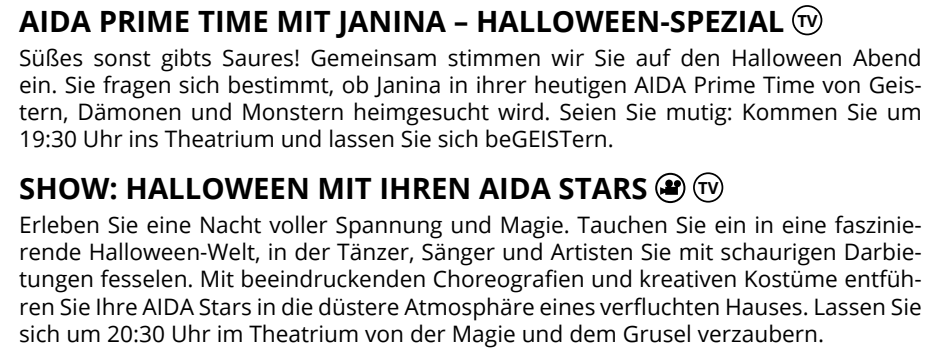 AIDA PRIME TIME MIT JANINA – HALLOWEEN-SPEZIAL TV
Süßes sonst gibts Saures! Gemeinsam stimmen wir Sie auf den Halloween Abend
ein. Sie fragen sich bestimmt, ob Janina in ihrer heutigen AIDA Prime Time von Geis-
tern, Dämonen und Monstern heimgesucht wird. Seien Sie mutig: Kommen Sie um
19:30 Uhr ins Theatrium und lassen Sie sich beGEISTern.
SHOW: HALLOWEEN MIT IHREN AIDA STARS TV
Erleben Sie eine Nacht voller Spannung und Magie. Tauchen Sie ein in eine faszinie-
rende Halloween-Welt, in der Tänzer, Sänger und Artisten Sie mit schaurigen Darbie-
tungen fesseln. Mit beeindruckenden Choreografien und kreativen Kostüme entfüh-
ren Sie Ihre AIDA Stars in die düstere Atmosphäre eines verfluchten Hauses. Lassen Sie
sich um 20:30 Uhr im Theatrium von der Magie und dem Grusel verzaubern.